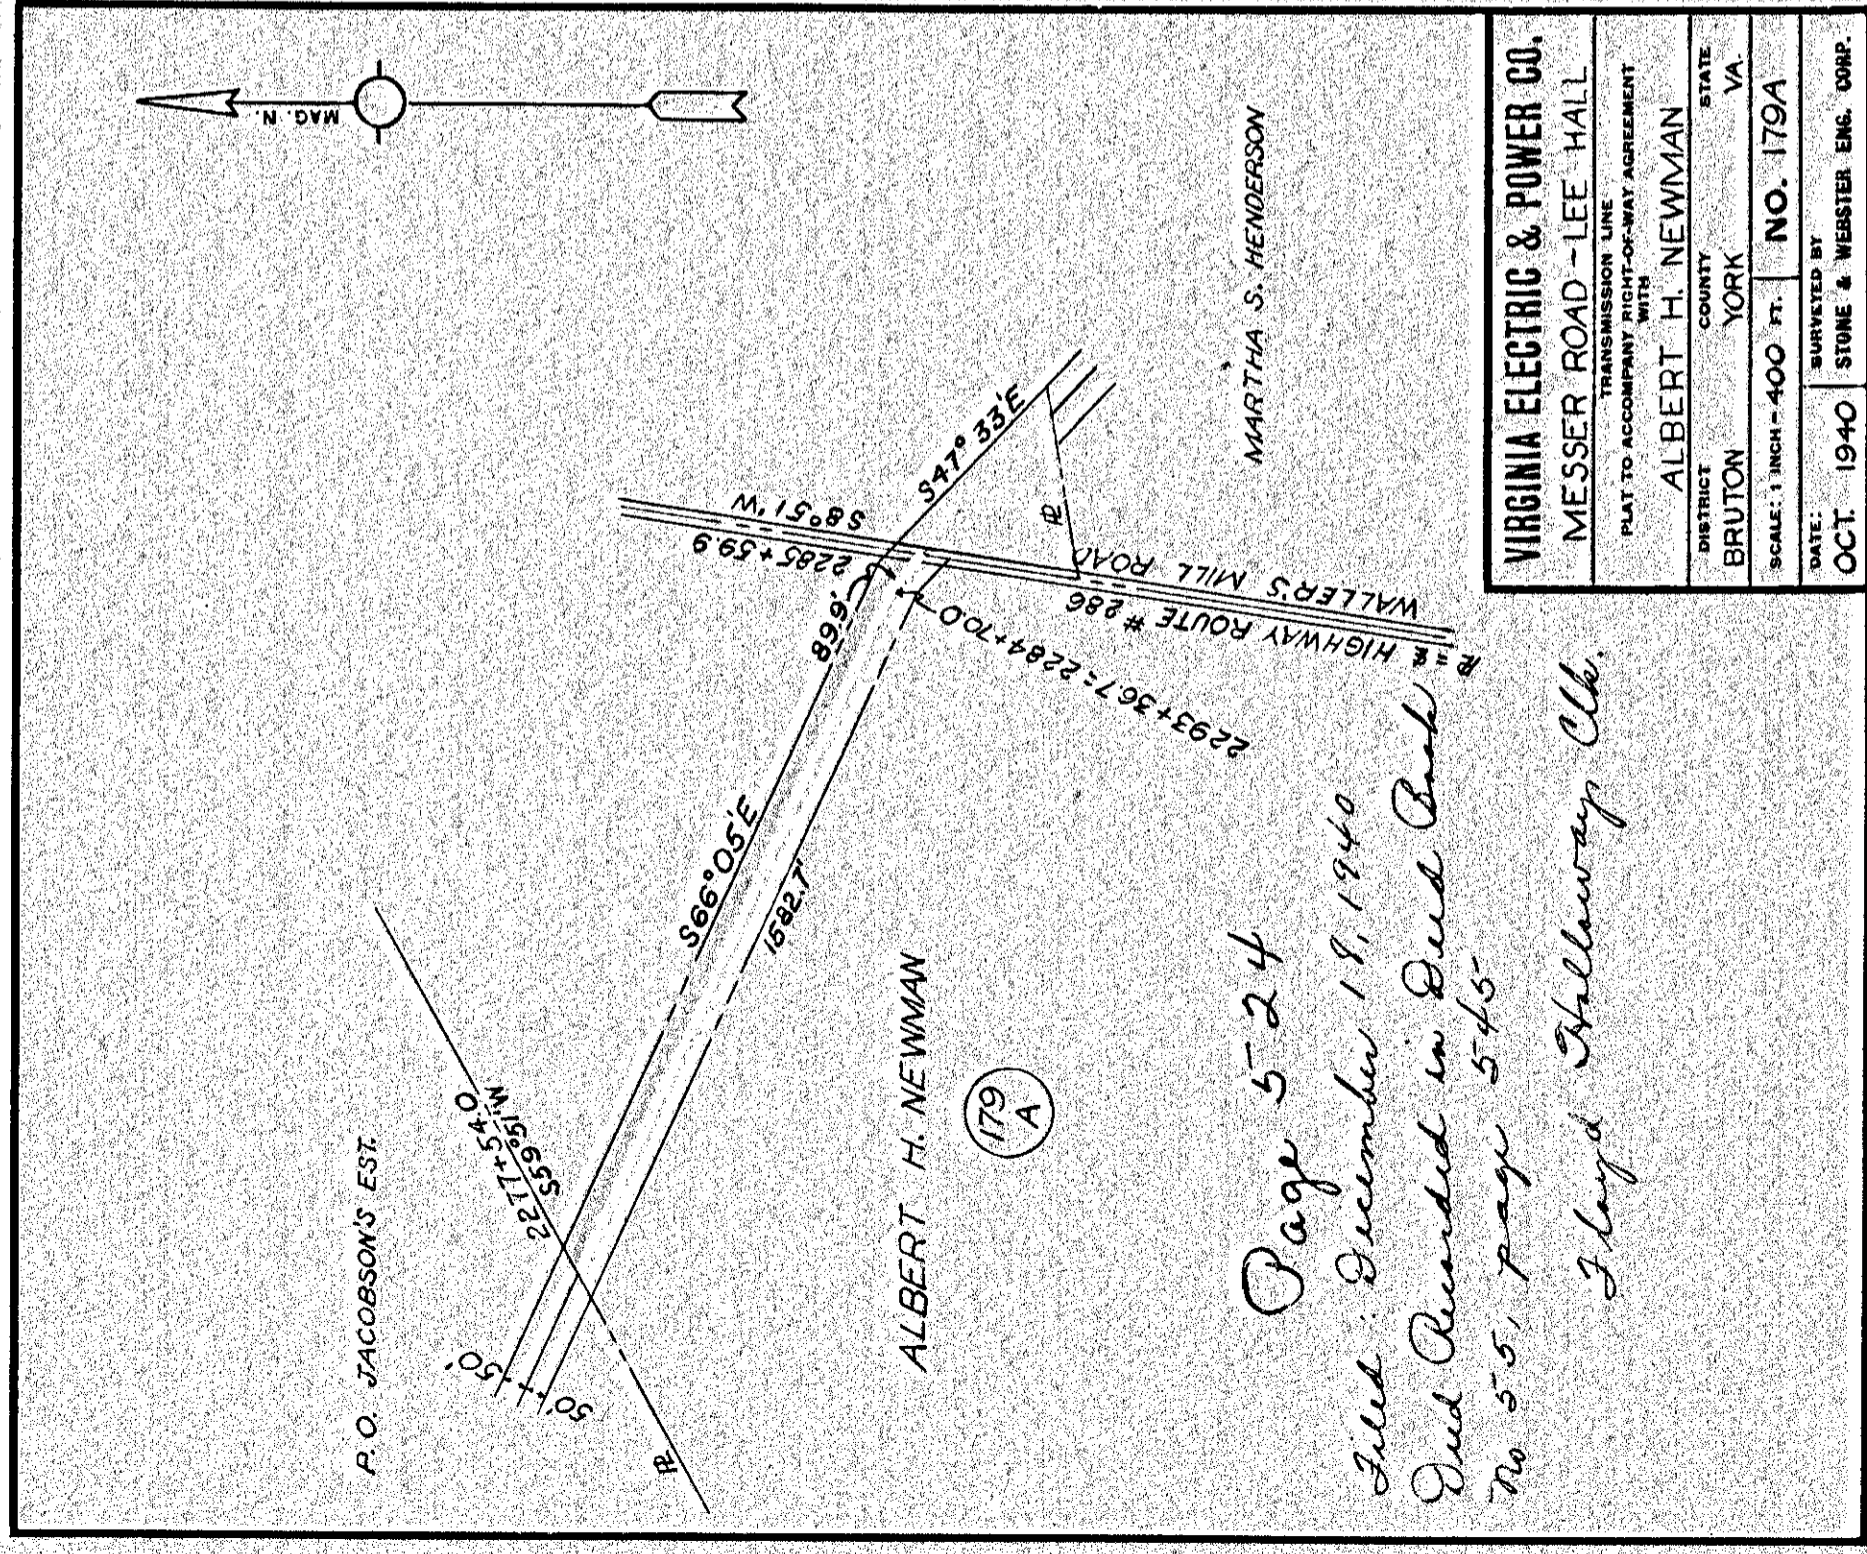 MAG. N.
P.O. JACOBSON'S EST.
2277+54.0
S59°51'W
50'
50'
PL
S66°05'E
1582.7'
89.9'
2285+59.9
S8°51'W
S47°33'E
PL
2293+36.7=2284+70.0
WALLER'S MILL ROAD
HIGHWAY ROUTE # 286
MARTHA S. HENDERSON
ALBERT H. NEWMAN
179
A
Page 524
Filed: December 18, 1940
Deed Recorded in Deed Book
No 55, page 545
Floyd Holloway Clk.
VIRGINIA ELECTRIC & POWER CO.
MESSER ROAD - LEE HALL
TRANSMISSION LINE
PLAT TO ACCOMPANY RIGHT-OF-WAY AGREEMENT
WITH
ALBERT H. NEWMAN
DISTRICT COUNTY STATE
BRUTON YORK VA.
SCALE: 1 INCH = 400 FT. NO. 179A
DATE: SURVEYED BY
OCT. 1940 STONE & WEBSTER ENG. CORP.